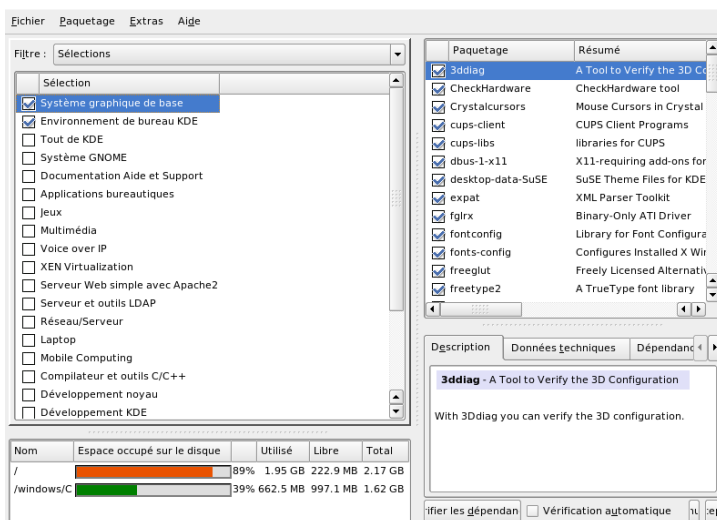 Fichier Paquetage Extras Aide
Filtre : Sélections
Sélection
Système graphique de base
Environnement de bureau KDE
Tout de KDE
Système GNOME
Documentation Aide et Support
Applications bureautiques
Jeux
Multimédia
Voice over IP
XEN Virtualization
Serveur Web simple avec Apache2
Serveur et outils LDAP
Réseau/Serveur
Laptop
Mobile Computing
Compilateur et outils C/C++
Développement noyau
Développement KDE
Nom Espace occupé sur le disque Utilisé Libre Total
/ 89% 1.95 GB 222.9 MB 2.17 GB
/windows/C 39% 662.5 MB 997.1 MB 1.62 GB
Paquetage Résumé
3ddiag A Tool to Verify the 3D Co
CheckHardware CheckHardware tool
Crystalcursors Mouse Cursors in Crystal
cups-client CUPS Client Programs
cups-libs libraries for CUPS
dbus-1-x11 X11-requiring add-ons for
desktop-data-SuSE SuSE Theme Files for KDE
expat XML Parser Toolkit
fglrx Binary-Only ATI Driver
fontconfig Library for Font Configura
fonts-config Configures Installed X Wi
freeglut Freely Licensed Alternati
freetype2 A TrueType font library
Description Données techniques Dépendanc
3ddiag - A Tool to Verify the 3D Configuration
With 3Ddiag you can verify the 3D configuration.
ifier les dépendan Vérification automatique